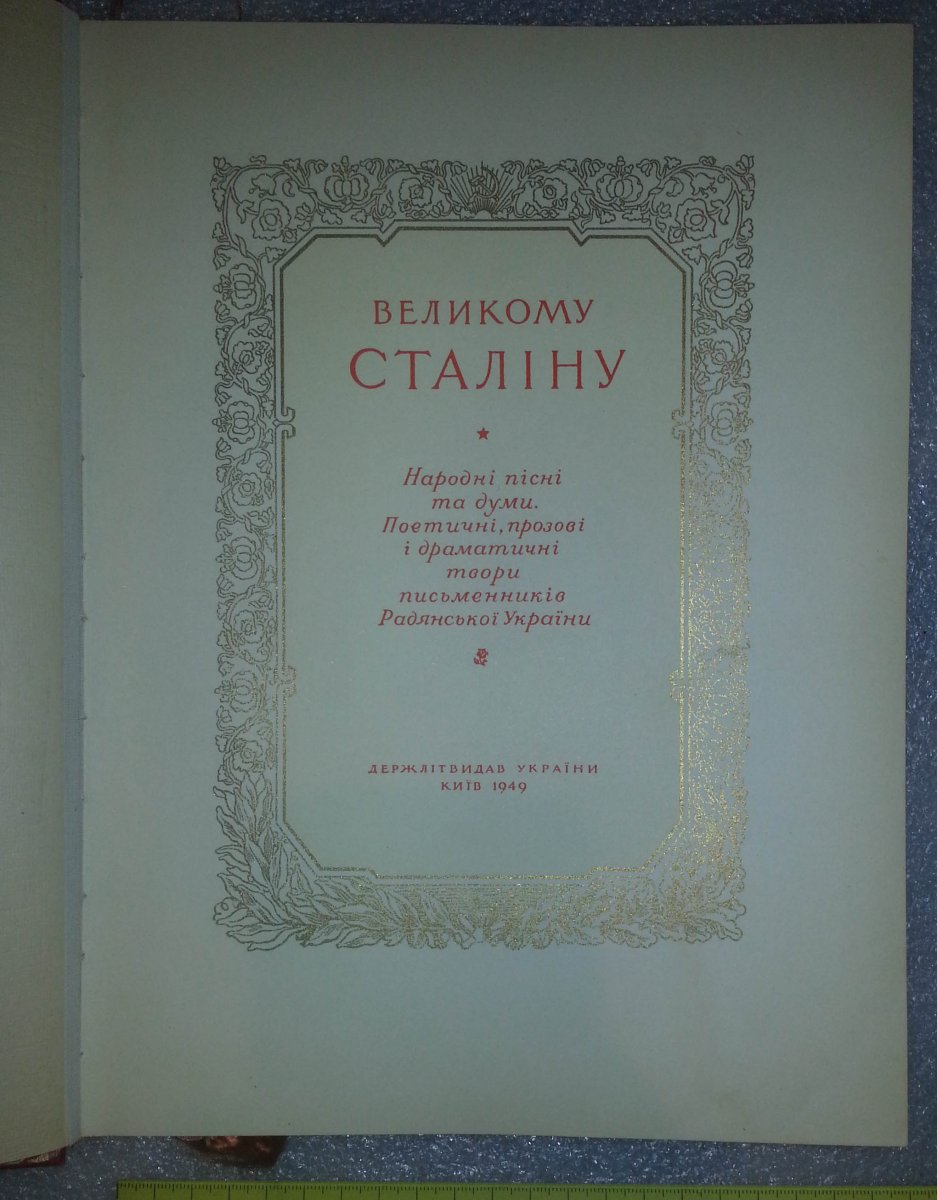 ВЕЛИКОМУ
СТАЛІНУ
Народні пісні
та думи.
Поетичні, прозові
і драматичні
твори
письменників
Радянської України
ДЕРЖЛІТВИДАВ УКРАЇНИ
КИЇВ 1949